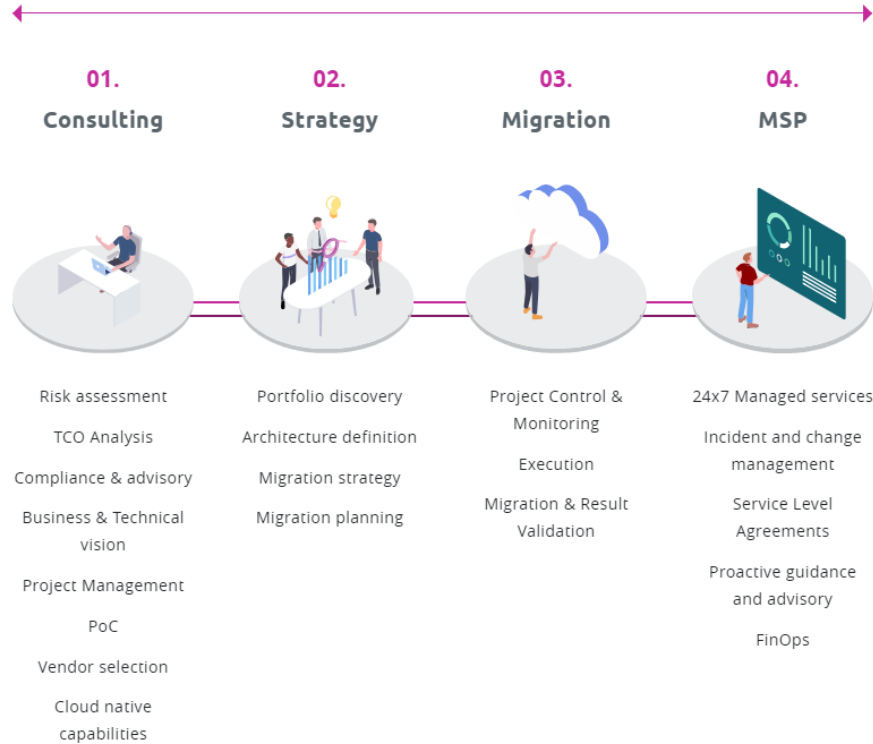 01.
Consulting
Risk assessment
TCO Analysis
Compliance & advisory
Business & Technical
vision
Project Management
PoC
Vendor selection
Cloud native
capabilities
02.
Strategy
Portfolio discovery
Architecture definition
Migration strategy
Migration planning
03.
Migration
Project Control &
Monitoring
Execution
Migration & Result
Validation
04.
MSP
24x7 Managed services
Incident and change
management
Service Level
Agreements
Proactive guidance
and advisory
FinOps